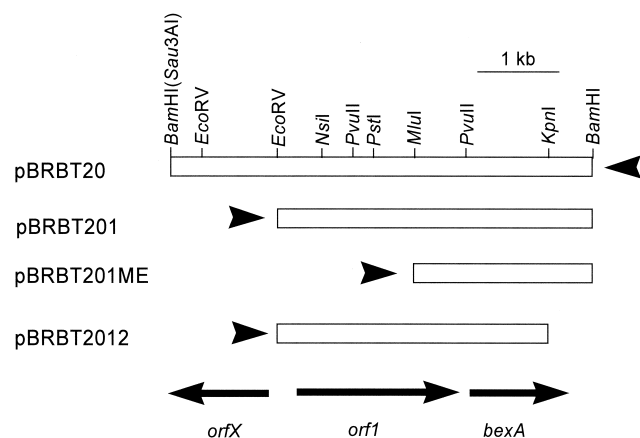 1 kb
BamHI(Sau3AI)
EcoRV
EcoRV
NsiI
PvuII
PstI
MluI
PvuII
KpnI
BamHI
pBRBT20
pBRBT201
pBRBT201ME
pBRBT2012
orfX orf1 bexA